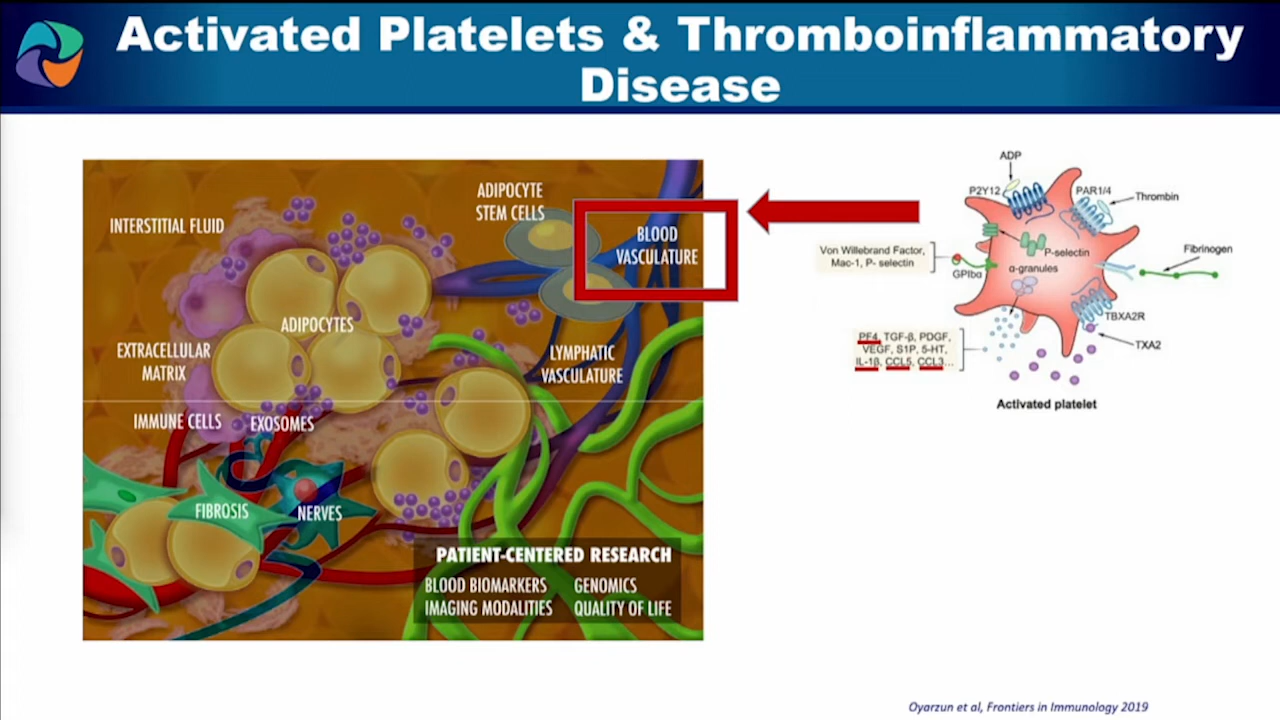 Activated Platelets & Thromboinflammatory
Disease
INTERSTITIAL FLUID
ADIPOCYTE
STEM CELLS
BLOOD
VASCULATURE
ADIPOCYTES
EXTRACELLULAR
MATRIX
LYMPHATIC
VASCULATURE
IMMUNE CELLS
EXOSOMES
FIBROSIS
NERVES
PATIENT-CENTERED RESEARCH
BLOOD BIOMARKERS GENOMICS
IMAGING MODALITIES QUALITY OF LIFE
ADP
P2Y12
PAR1/4
Thrombin
Von Willebrand Factor,
Mac-1, P- selectin
GPIbα
P-selectin
α-granules
Fibrinogen
TBXA2R
TXA2
PF4, TGF-β, PDGF,
VEGF, S1P, 5-HT,
IL-1β, CCL5, CCL3...
Activated platelet
Oyarzun et al, Frontiers in Immunology 2019